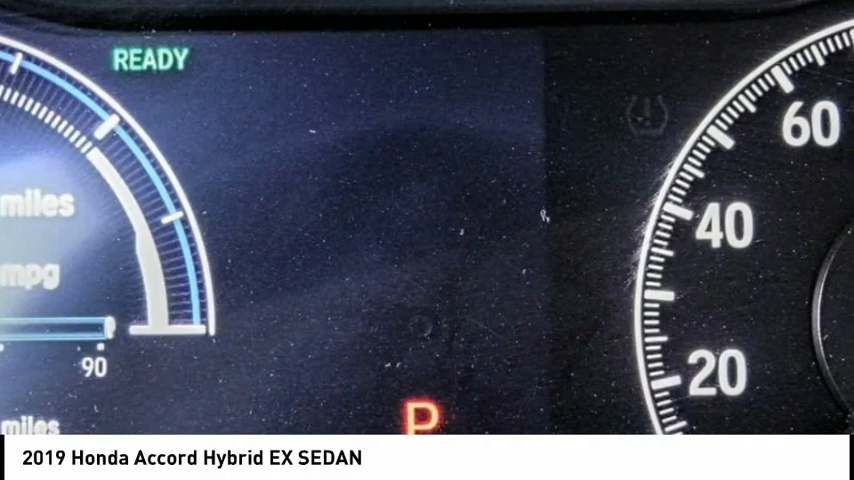 READY
60
miles
40
mpg
90
20
miles
P
2019 Honda Accord Hybrid EX SEDAN